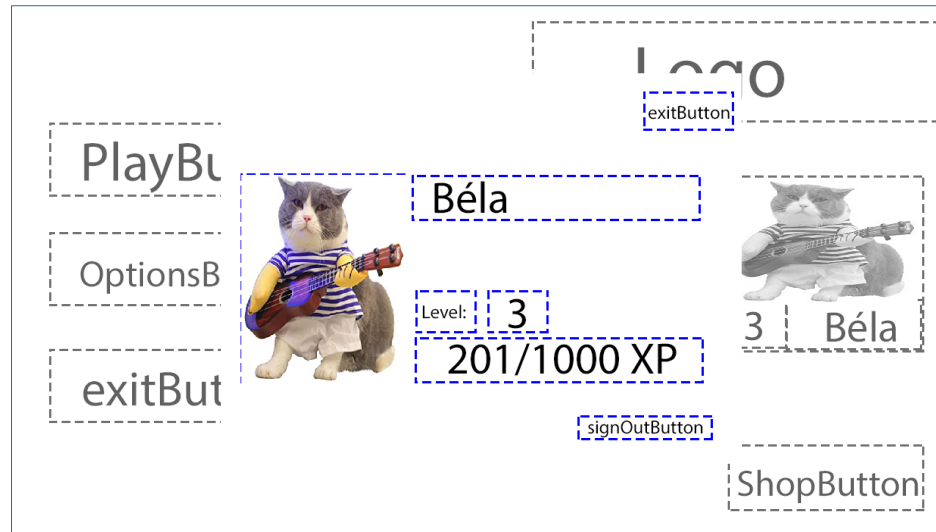 Logo
exitButton
PlayBu
Béla
OptionsB
Level:
3
201/1000 XP
3
Béla
exitBut
signOutButton
ShopButton